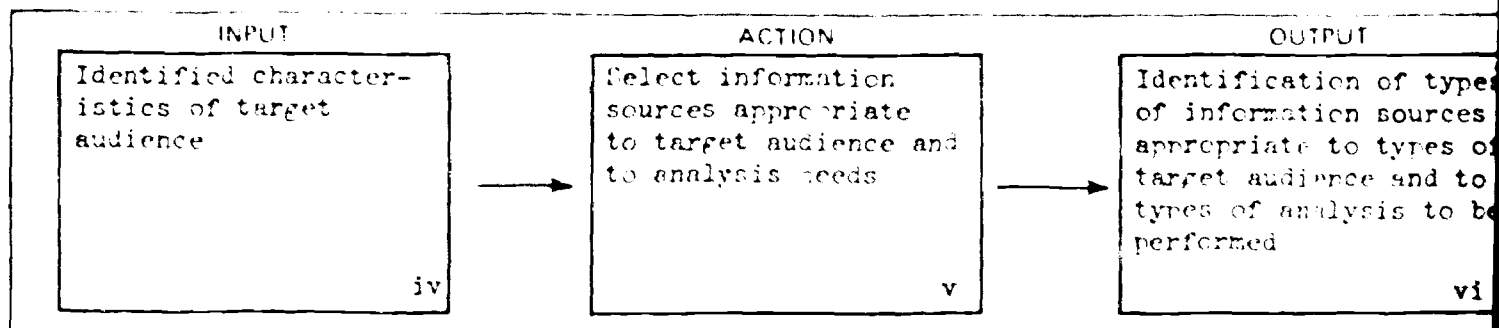 INPUT
Identified character-
istics of target
audience
iv
ACTION
Select information
sources appropriate
to target audience and
to analysis needs
v
OUTPUT
Identification of types
of information sources
appropriate to types of
target audience and to
types of analysis to be
performed
vi